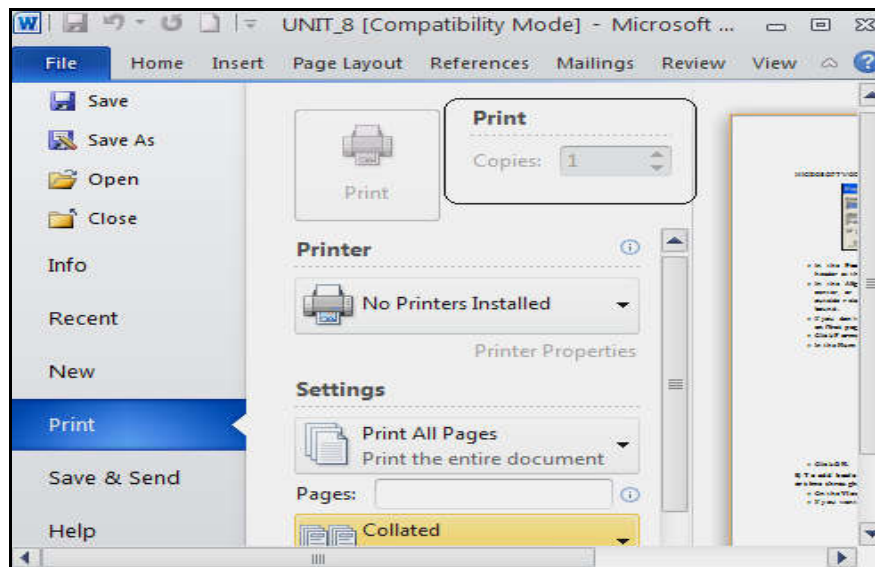 UNIT_8 [Compatibility Mode] - Microsoft ...
File Home Insert Page Layout References Mailings Review View
Save
Save As
Open
Close
Info
Recent
New
Print
Save & Send
Help
Print
Print
Copies: 1
Printer
No Printers Installed
Printer Properties
Settings
Print All Pages
Print the entire document
Pages:
Collated